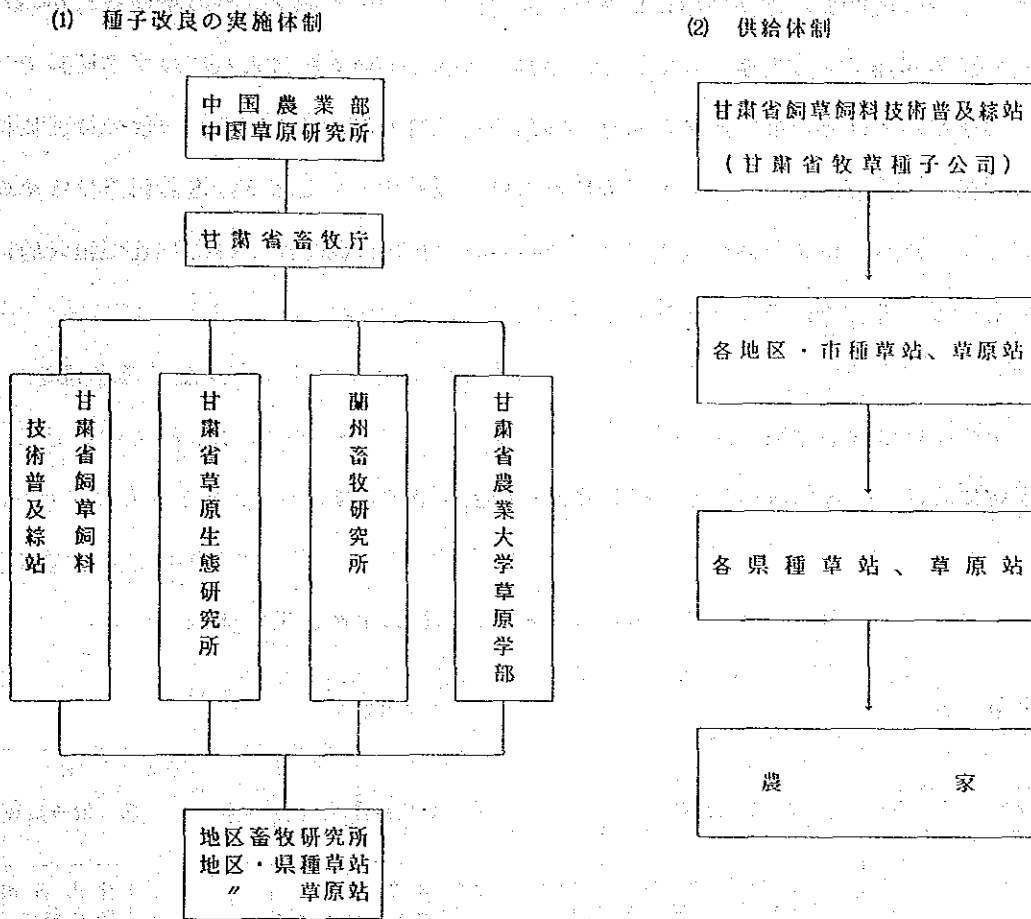 (1) 種子改良の実施体制
中国農業部
中国草原研究所
甘粛省畜牧庁
甘粛省飼草飼料
技術普及綜站
甘粛省草原生態研究所
蘭州畜牧研究所
甘粛省農業大学草原学部
地区畜牧研究所
地区・県種草站
〃 草原站
(2) 供給体制
甘粛省飼草飼料技術普及綜站
(甘粛省牧草種子公司)
各地区・市種草站、草原站
各県種草站、草原站
農家